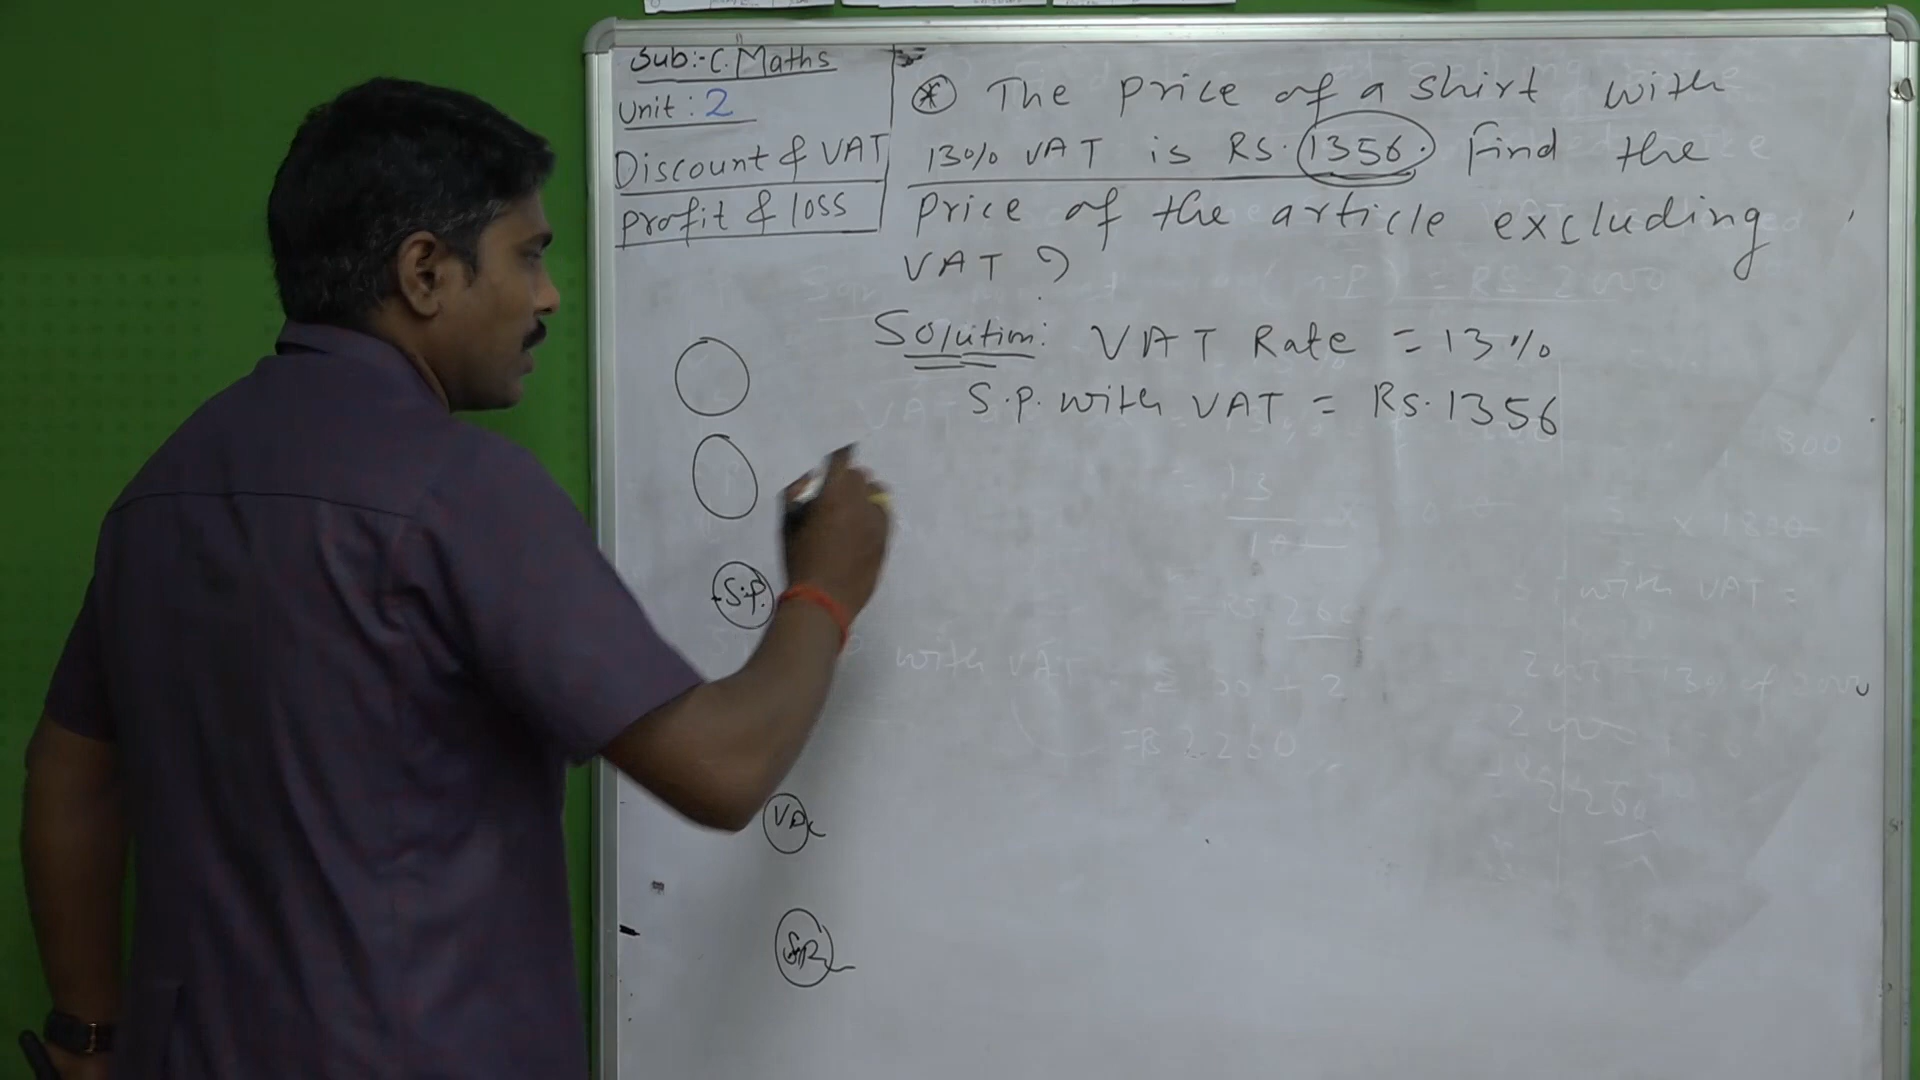 Sub:- C. Maths
Unit : 2
Discount & VAT
profit & loss
* The price of a shirt with
13% VAT is Rs. 1356. Find the
price of the article excluding
VAT ?
Solution: VAT Rate = 13%
S.P. with VAT = Rs. 1356
S.P.